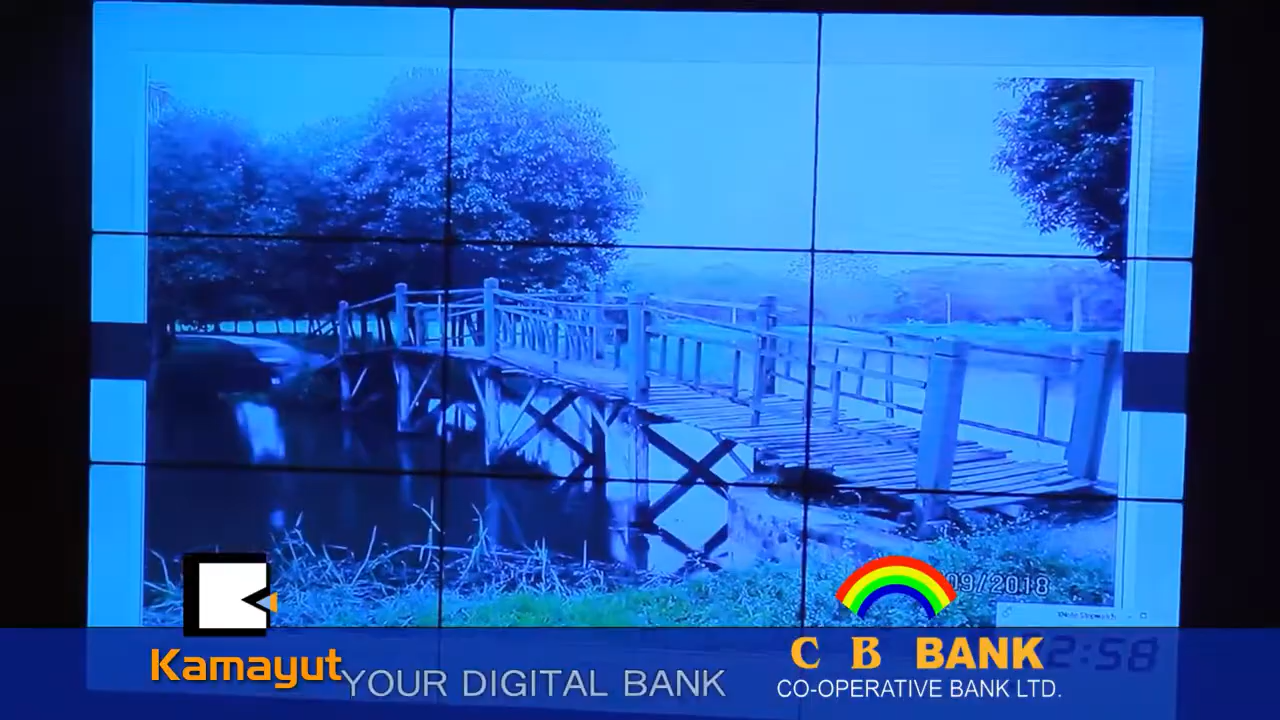 09/2018
2:58
Kamayut
YOUR DIGITAL BANK
C B BANK
CO-OPERATIVE BANK LTD.